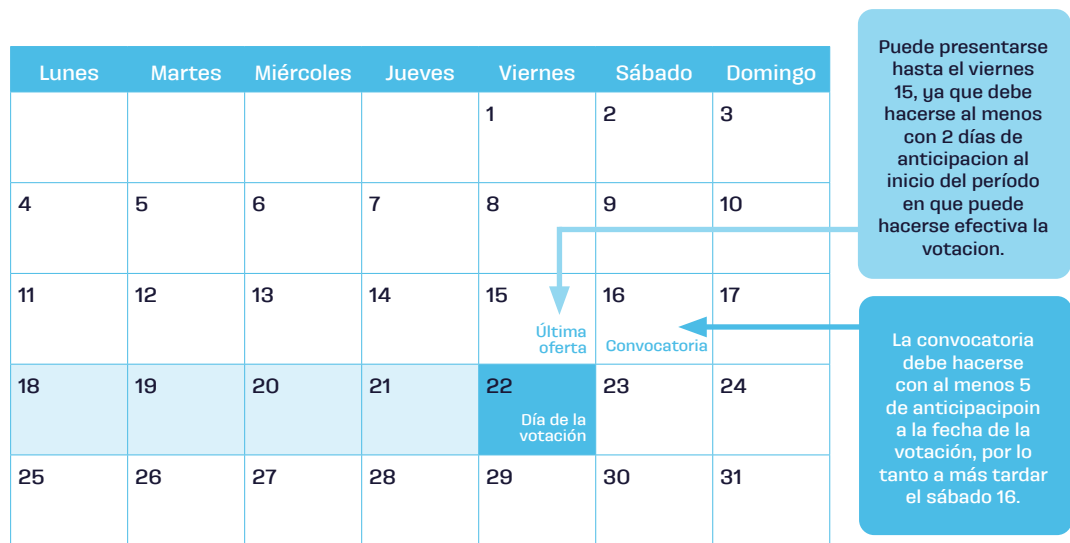 Lunes Martes Miércoles Jueves Viernes Sábado Domingo
1 2 3
4 5 6 7 8 9 10
11 12 13 14 15 16 17
Última
oferta
Convocatoria
18 19 20 21 22 23 24
Día de la
votación
25 26 27 28 29 30 31
Puede presentarse
hasta el viernes
15, ya que debe
hacerse al menos
con 2 días de
anticipacion al
inicio del período
en que puede
hacerse efectiva la
votacion.
La convocatoria
debe hacerse
con al menos 5
de anticipacipoin
a la fecha de la
votación, por lo
tanto a más tardar
el sábado 16.